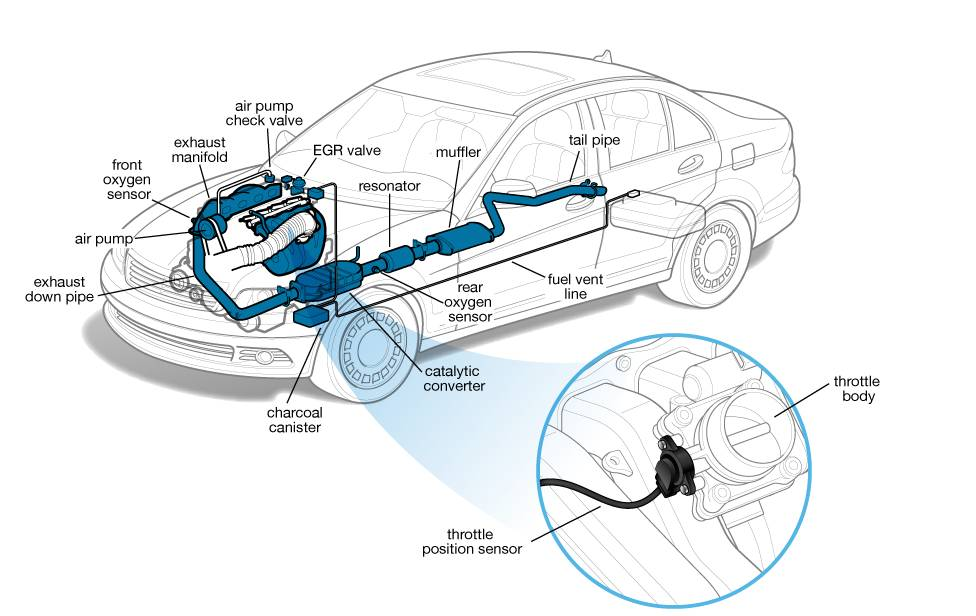 air pump
check valve
exhaust
manifold
EGR valve
front
oxygen
sensor
resonator
muffler
tail pipe
air pump
exhaust
down pipe
rear
oxygen
sensor
fuel vent
line
catalytic
converter
charcoal
canister
throttle
body
throttle
position sensor